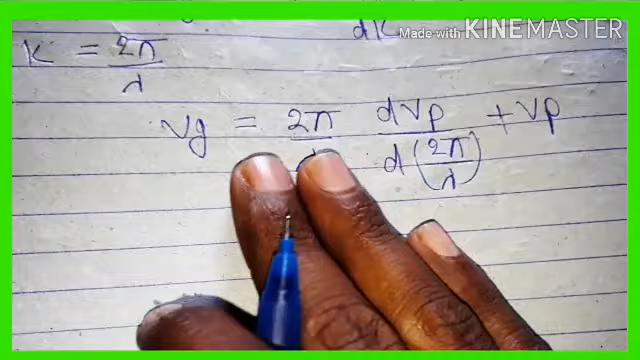 dK
Made with KINEMASTER
K = 2π/λ
Vg = 2π/λ dVp/d(2π/λ) + Vp